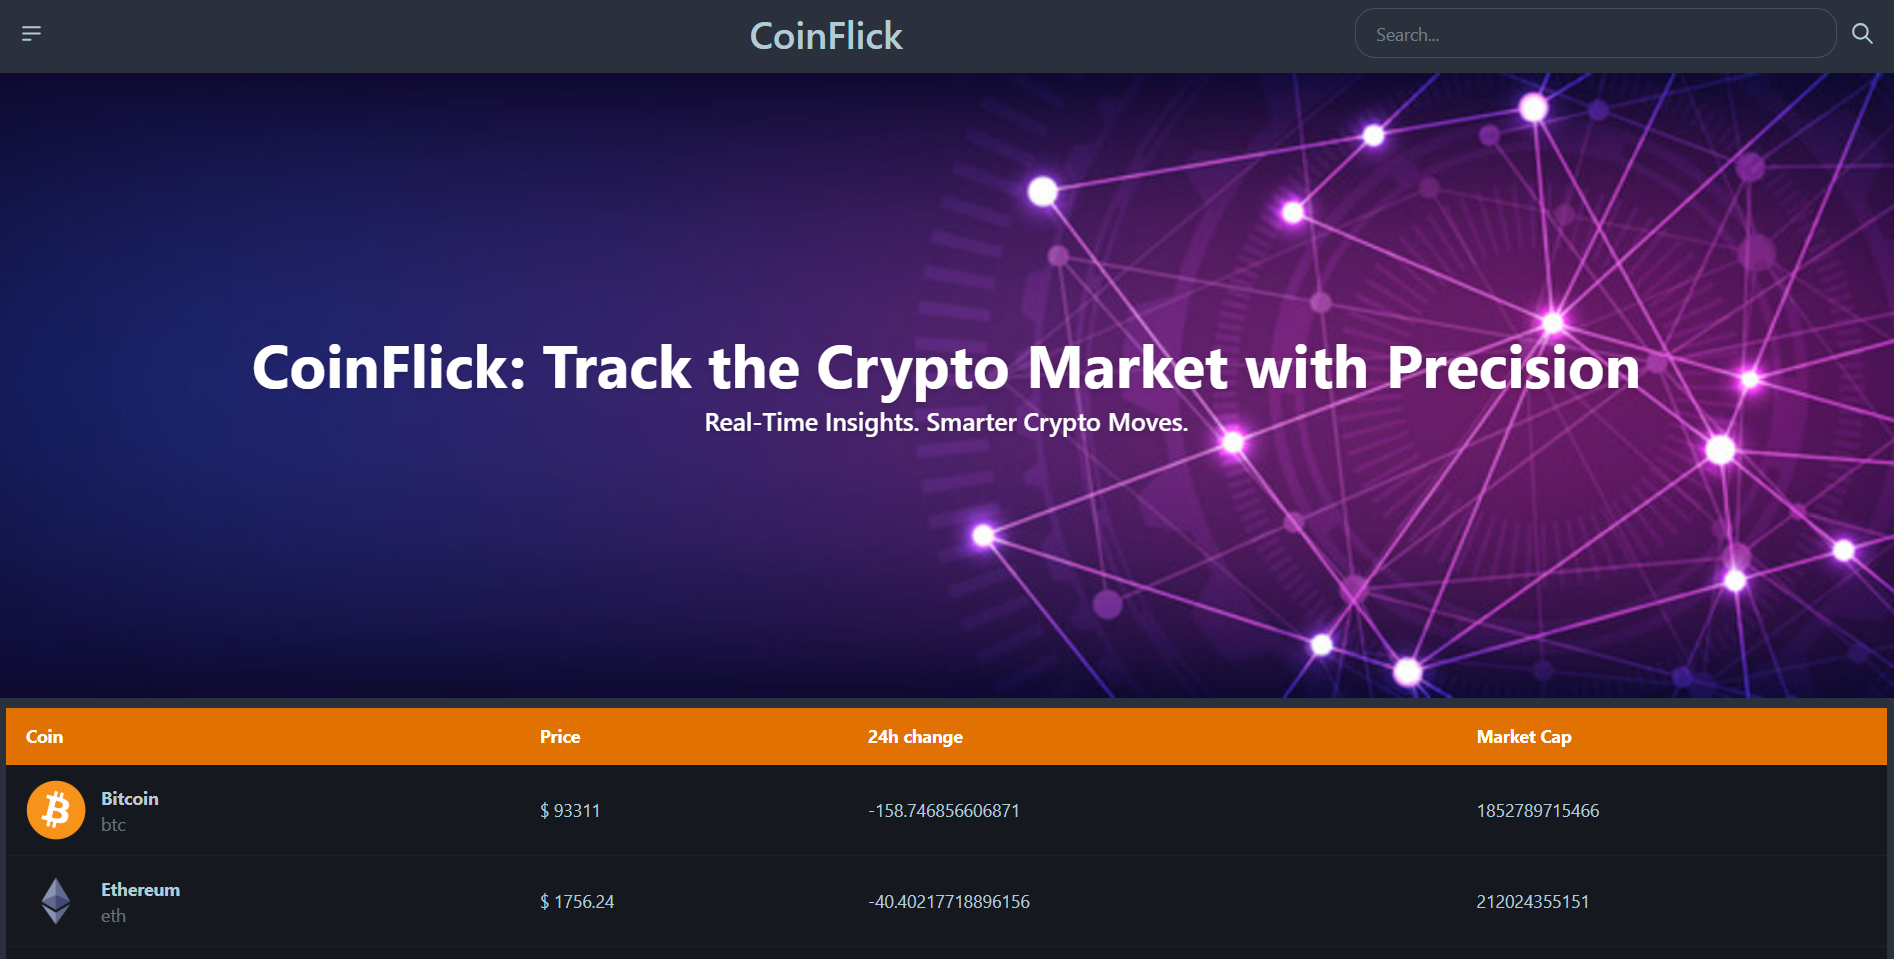 CoinFlick
Search...
CoinFlick: Track the Crypto Market with Precision
Real-Time Insights. Smarter Crypto Moves.
Coin Price 24h change Market Cap
Bitcoin
btc
$ 93311 -158.746856606871 1852789715466
Ethereum
eth
$ 1756.24 -40.40217718896156 212024355151